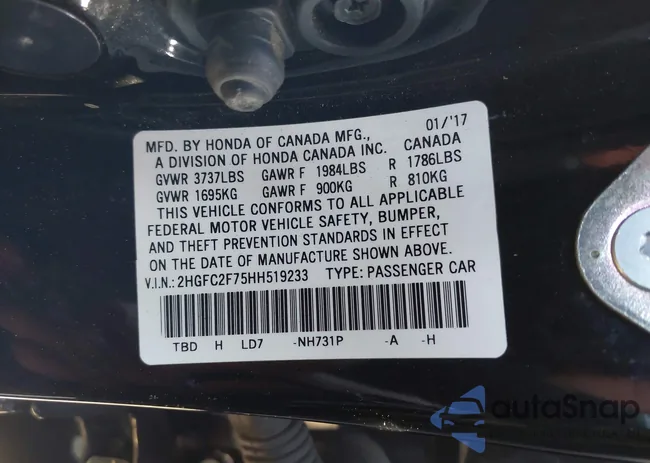 MFD. BY HONDA OF CANADA MFG., 01/'17
A DIVISION OF HONDA CANADA INC. CANADA
GVWR 3737LBS GAWR F 1984LBS R 1786LBS
GVWR 1695KG GAWR F 900KG R 810KG
THIS VEHICLE CONFORMS TO ALL APPLICABLE
FEDERAL MOTOR VEHICLE SAFETY, BUMPER,
AND THEFT PREVENTION STANDARDS IN EFFECT
ON THE DATE OF MANUFACTURE SHOWN ABOVE.
V.I.N.:2HGFC2F75HH519233 TYPE: PASSENGER CAR
TBD H LD7 -NH731P -A -H
autoSnap